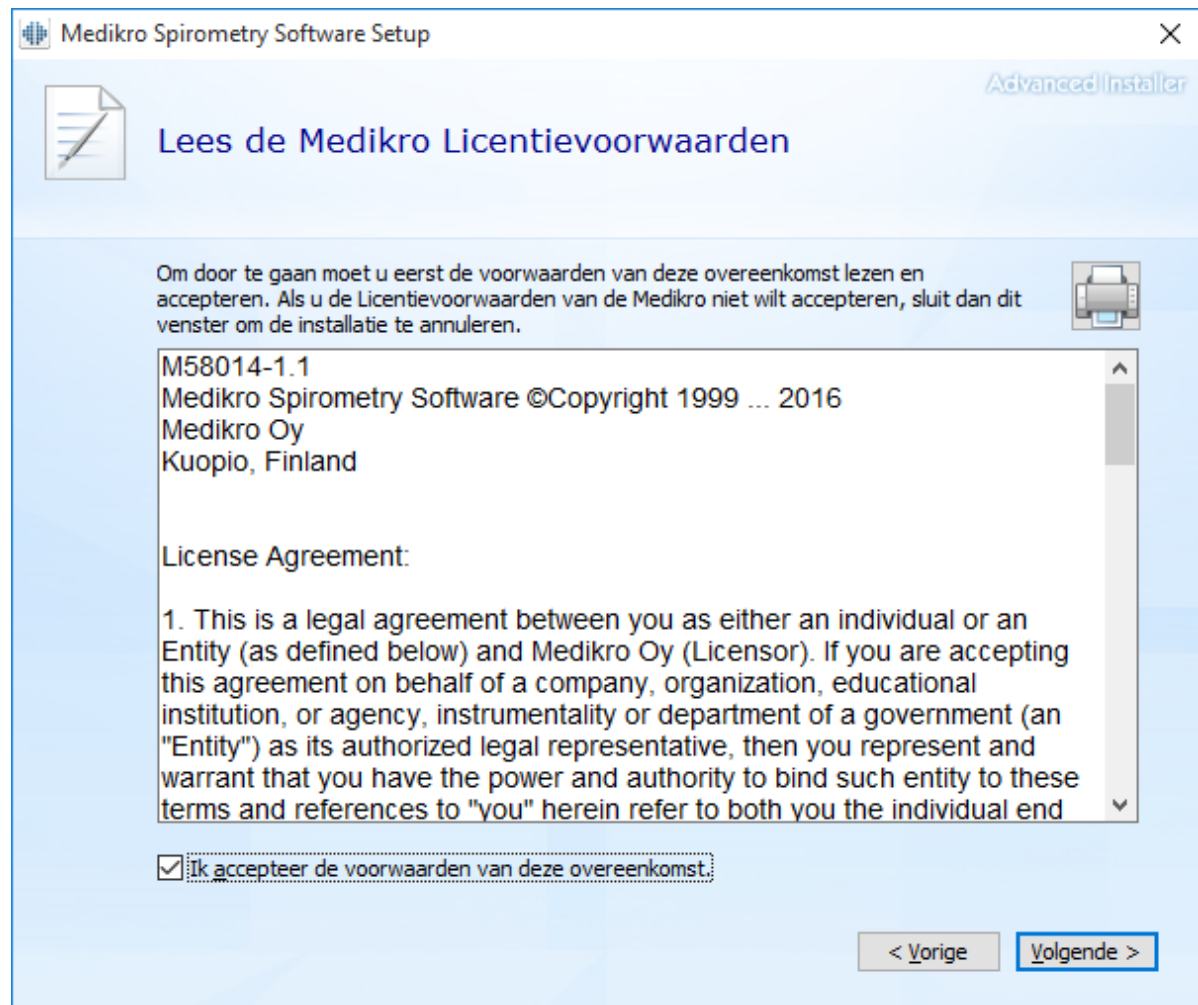 Medikro Spirometry Software Setup
Advanced Installer
Lees de Medikro Licentievoorwaarden
Om door te gaan moet u eerst de voorwaarden van deze overeenkomst lezen en
accepteren. Als u de Licentievoorwaarden van de Medikro niet wilt accepteren, sluit dan dit
venster om de installatie te annuleren.
M58014-1.1
Medikro Spirometry Software ©Copyright 1999 ... 2016
Medikro Oy
Kuopio, Finland
License Agreement:
1. This is a legal agreement between you as either an individual or an
Entity (as defined below) and Medikro Oy (Licensor). If you are accepting
this agreement on behalf of a company, organization, educational
institution, or agency, instrumentality or department of a government (an
"Entity") as its authorized legal representative, then you represent and
warrant that you have the power and authority to bind such entity to these
terms and references to "you" herein refer to both you the individual end
Ik accepteer de voorwaarden van deze overeenkomst.
< Vorige
Volgende >